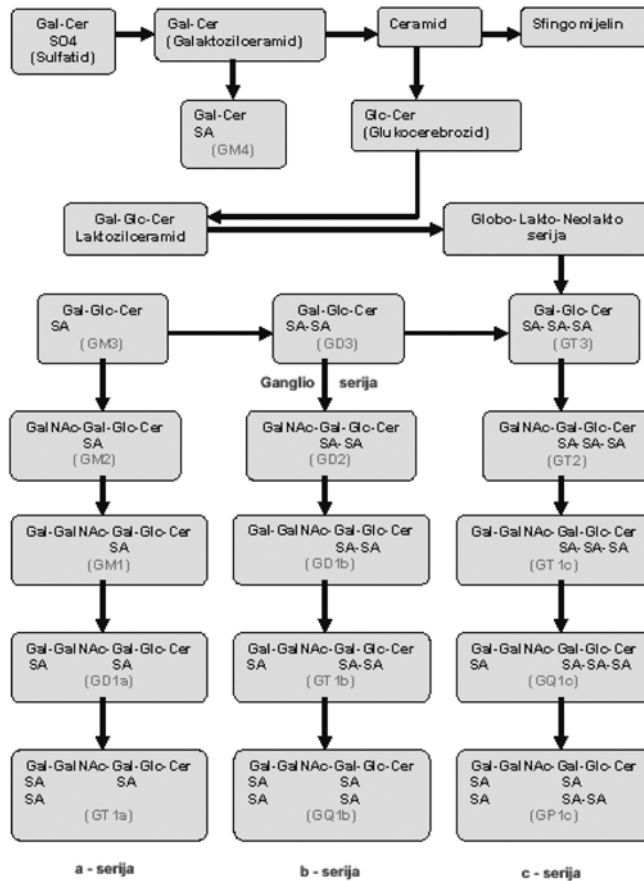 Gal-Cer
SO4
(Sulfatid)
Gal-Cer
(Galaktozilceramid)
Ceramid
Sfingomijelin
Gal-Cer
SA
(GM4)
Glc-Cer
(Glukocerebrozid)
Gal-Glc-Cer
Laktozilceramid
Globo-Lakto-Neolakto
serija
Gal-Glc-Cer
SA
(GM3)
Gal-Glc-Cer
SA-SA
(GD3)
Gal-Glc-Cer
SA-SA-SA
(GT3)
Ganglio serija
GalNAc-Gal-Glc-Cer
SA
(GM2)
GalNAc-Gal-Glc-Cer
SA-SA
(GD2)
GalNAc-Gal-Glc-Cer
SA-SA-SA
(GT2)
Gal-GalNAc-Gal-Glc-Cer
SA
(GM1)
Gal-GalNAc-Gal-Glc-Cer
SA-SA
(GD1b)
Gal-GalNAc-Gal-Glc-Cer
SA-SA-SA
(GT1c)
Gal-GalNAc-Gal-Glc-Cer
SA SA
(GD1a)
Gal-GalNAc-Gal-Glc-Cer
SA SA-SA
(GT1b)
Gal-GalNAc-Gal-Glc-Cer
SA SA-SA-SA
(GQ1c)
Gal-GalNAc-Gal-Glc-Cer
SA SA
SA
(GT1a)
Gal-GalNAc-Gal-Glc-Cer
SA SA
SA SA
(GQ1b)
Gal-GalNAc-Gal-Glc-Cer
SA SA
SA SA-SA
(GP1c)
a - serija
b - serija
c - serija